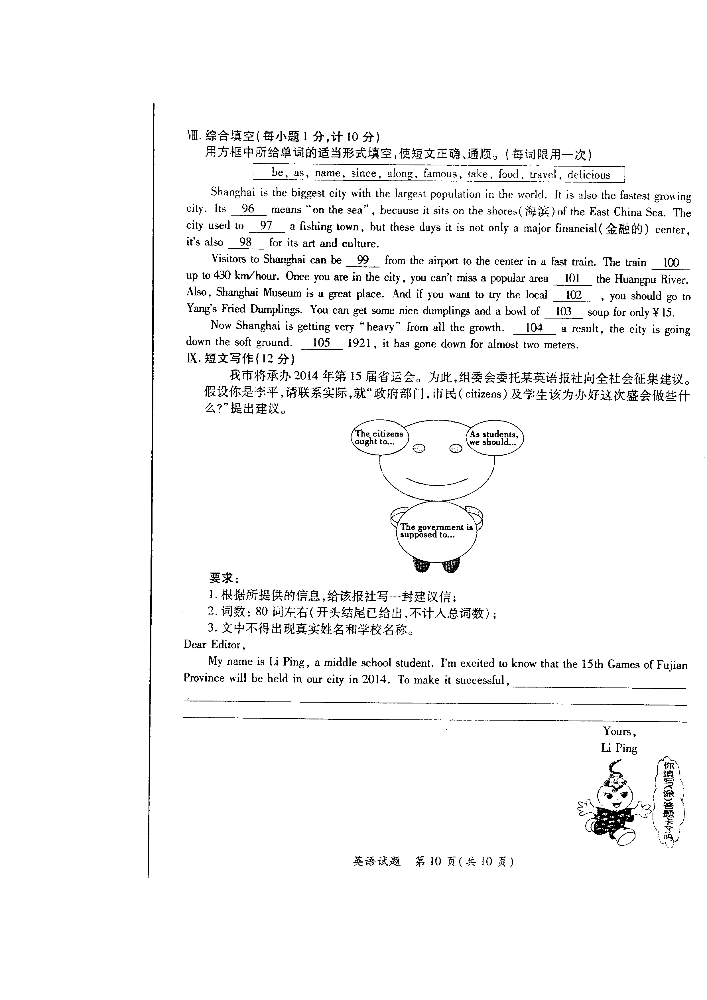 Ⅷ. 综合填空(每小题 1 分,计 10 分)
用方框中所给单词的适当形式填空,使短文正确、通顺。(每词限用一次)
be, as, name, since, along, famous, take, food, travel, delicious
Shanghai is the biggest city with the largest population in the world. It is also the fastest growing
city. Its 96 means “on the sea”, because it sits on the shores(海滨)of the East China Sea. The
city used to 97 a fishing town, but these days it is not only a major financial(金融的) center,
it's also 98 for its art and culture.
Visitors to Shanghai can be 99 from the airport to the center in a fast train. The train 100
up to 430 km/hour. Once you are in the city, you can't miss a popular area 101 the Huangpu River.
Also, Shanghai Museum is a great place. And if you want to try the local 102 , you should go to
Yang's Fried Dumplings. You can get some nice dumplings and a bowl of 103 soup for only ¥ 15.
Now Shanghai is getting very “heavy” from all the growth. 104 a result, the city is going
down the soft ground. 105 1921, it has gone down for almost two meters.
Ⅸ. 短文写作(12 分)
我市将承办 2014 年第 15 届省运会。为此,组委会委托某英语报社向全社会征集建议。
假设你是李平,请联系实际,就“政府部门,市民(citizens)及学生该为办好这次盛会做些什
么?”提出建议。
The citizens
ought to...
As students,
we should...
The government is
supposed to...
要求:
1. 根据所提供的信息,给该报社写一封建议信;
2. 词数: 80 词左右(开头结尾已给出,不计入总词数);
3. 文中不得出现真实姓名和学校名称。
Dear Editor,
My name is Li Ping, a middle school student. I'm excited to know that the 15th Games of Fujian
Province will be held in our city in 2014. To make it successful,
Yours,
Li Ping
你填写(涂)答题卡了吗
英语试题 第 10 页(共 10 页)